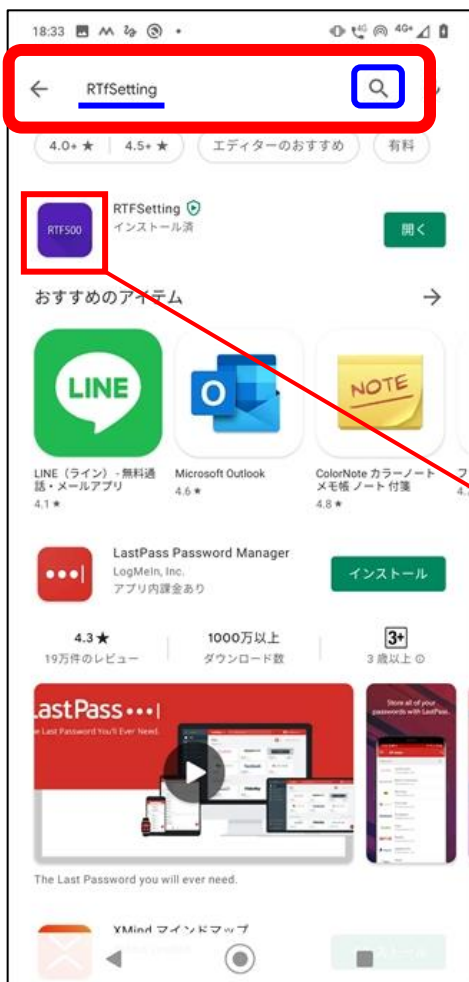 18:33
4G 4G+
RTfSetting
4.0+ ★ 4.5+ ★ エディターのおすすめ 有料
RTF500
RTFSetting
インストール済
開く
おすすめのアイテム
LINE
NOTE
LINE（ライン） - 無料通話・メールアプリ
4.1 ★
Microsoft Outlook
4.6 ★
ColorNote カラーノート メモ帳 ノート 付箋
4.8 ★
LastPass Password Manager
LogMeIn, Inc.
アプリ内課金あり
インストール
4.3 ★ 1000万以上 3+
19万件のレビュー ダウンロード数 3 歳以上
LastPass
The Last Password You'll Ever Need.
Store all of your
passwords with LastPass.
The Last Password you will ever need.
XMind マインドマップ